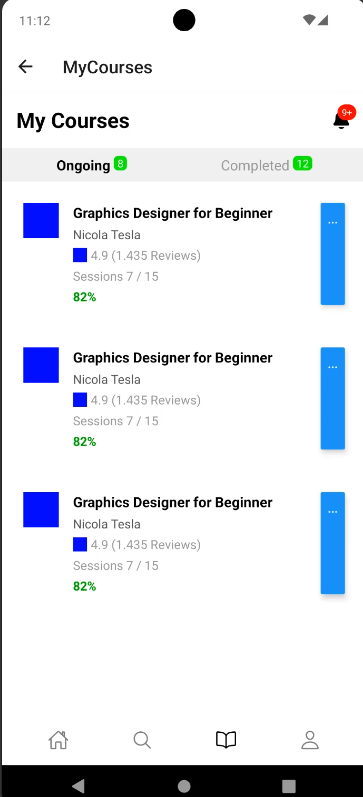 11:12
MyCourses
My Courses
9+
Ongoing 8 Completed 12
Graphics Designer for Beginner
...
Nicola Tesla
4.9 (1.435 Reviews)
Sessions 7 / 15
82%
Graphics Designer for Beginner
...
Nicola Tesla
4.9 (1.435 Reviews)
Sessions 7 / 15
82%
Graphics Designer for Beginner
...
Nicola Tesla
4.9 (1.435 Reviews)
Sessions 7 / 15
82%